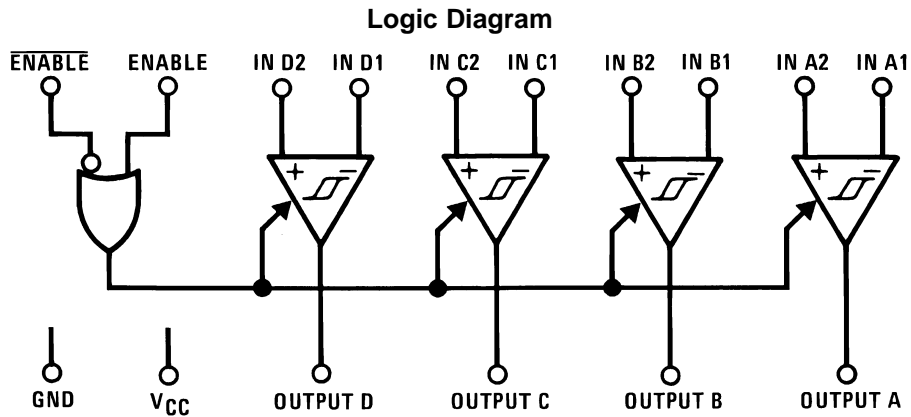 Logic Diagram
ENABLE ENABLE IN D2 IN D1 IN C2 IN C1 IN B2 IN B1 IN A2 IN A1
+ − + − + − + −
GND VCC OUTPUT D OUTPUT C OUTPUT B OUTPUT A